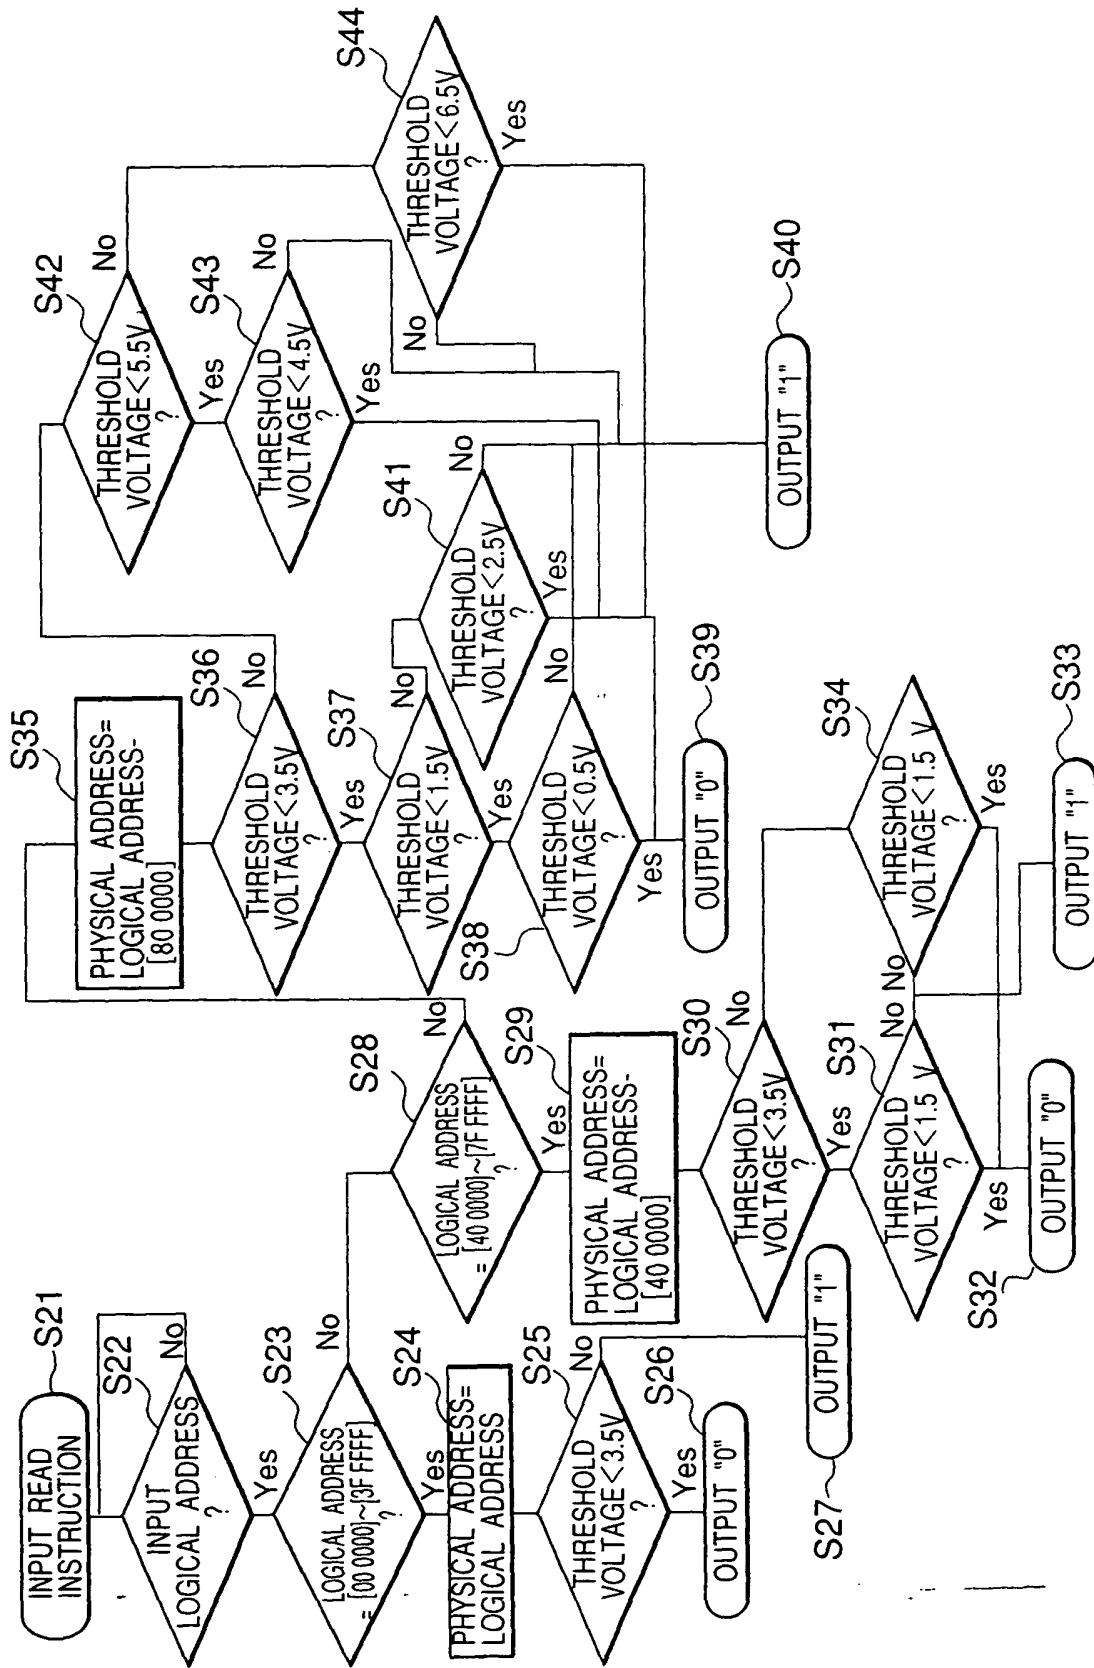 INPUT READ
INSTRUCTION
S21
INPUT
LOGICAL ADDRESS
?
S22
No
Yes
LOGICAL ADDRESS
= [00 0000]~[3F FFFF]
?
S23
No
Yes
PHYSICAL ADDRESS=
LOGICAL ADDRESS
S24
THRESHOLD
VOLTAGE<3.5V
?
S25
No
Yes
OUTPUT "0"
S26
OUTPUT "1"
S27
LOGICAL ADDRESS
= [40 0000]~[7F FFFF]
?
S28
No
Yes
PHYSICAL ADDRESS=
LOGICAL ADDRESS-
[40 0000]
S29
THRESHOLD
VOLTAGE<3.5V
?
S30
No
Yes
THRESHOLD
VOLTAGE<1.5 V
?
S31
No
Yes
OUTPUT "0"
S32
OUTPUT "1"
S33
THRESHOLD
VOLTAGE<1.5 V
?
S34
No
Yes
PHYSICAL ADDRESS=
LOGICAL ADDRESS-
[80 0000]
S35
THRESHOLD
VOLTAGE<3.5V
?
S36
No
Yes
THRESHOLD
VOLTAGE<1.5V
?
S37
No
Yes
THRESHOLD
VOLTAGE<0.5V
?
S38
No
Yes
OUTPUT "0"
S39
OUTPUT "1"
S40
THRESHOLD
VOLTAGE<2.5V
?
S41
No
Yes
THRESHOLD
VOLTAGE<5.5V
?
S42
No
Yes
THRESHOLD
VOLTAGE<4.5V
?
S43
No
Yes
THRESHOLD
VOLTAGE<6.5V
?
S44
No
Yes